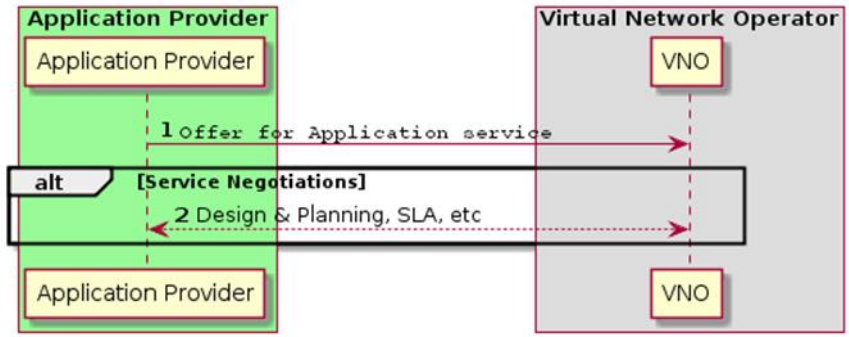 Application Provider
Virtual Network Operator
Application Provider
VNO
1 Offer for Application service
alt [Service Negotiations]
2 Design & Planning, SLA, etc
Application Provider
VNO